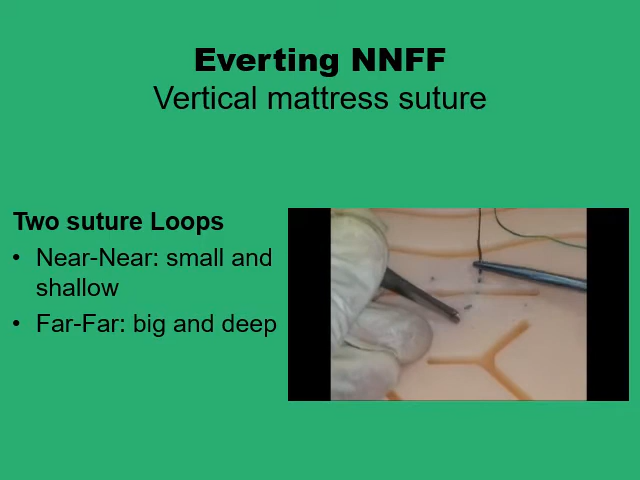 Everting NNFF
Vertical mattress suture
Two suture Loops
• Near-Near: small and
shallow
• Far-Far: big and deep